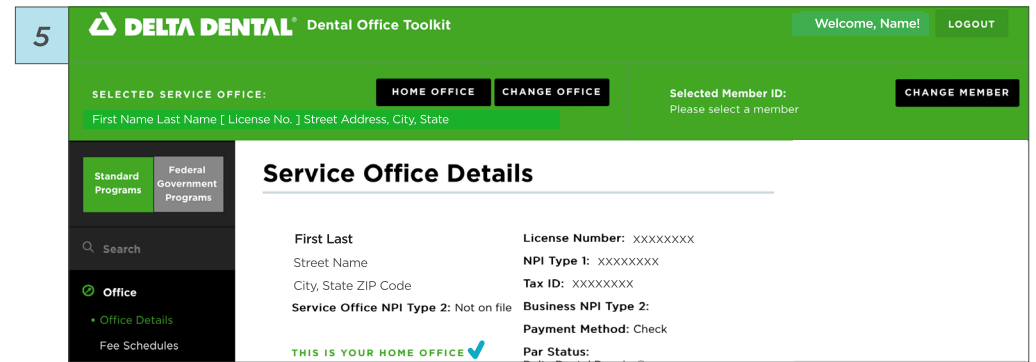 5
DELTA DENTAL® Dental Office Toolkit
Welcome, Name!
LOGOUT
SELECTED SERVICE OFFICE:
HOME OFFICE
CHANGE OFFICE
First Name Last Name [ License No. ] Street Address, City, State
Selected Member ID:
Please select a member
CHANGE MEMBER
Standard
Programs
Federal
Government
Programs
Search
Office
• Office Details
Fee Schedules
Service Office Details
First Last
Street Name
City, State ZIP Code
Service Office NPI Type 2: Not on file
THIS IS YOUR HOME OFFICE
License Number: XXXXXXXX
NPI Type 1: XXXXXXXX
Tax ID: XXXXXXXX
Business NPI Type 2:
Payment Method: Check
Par Status: